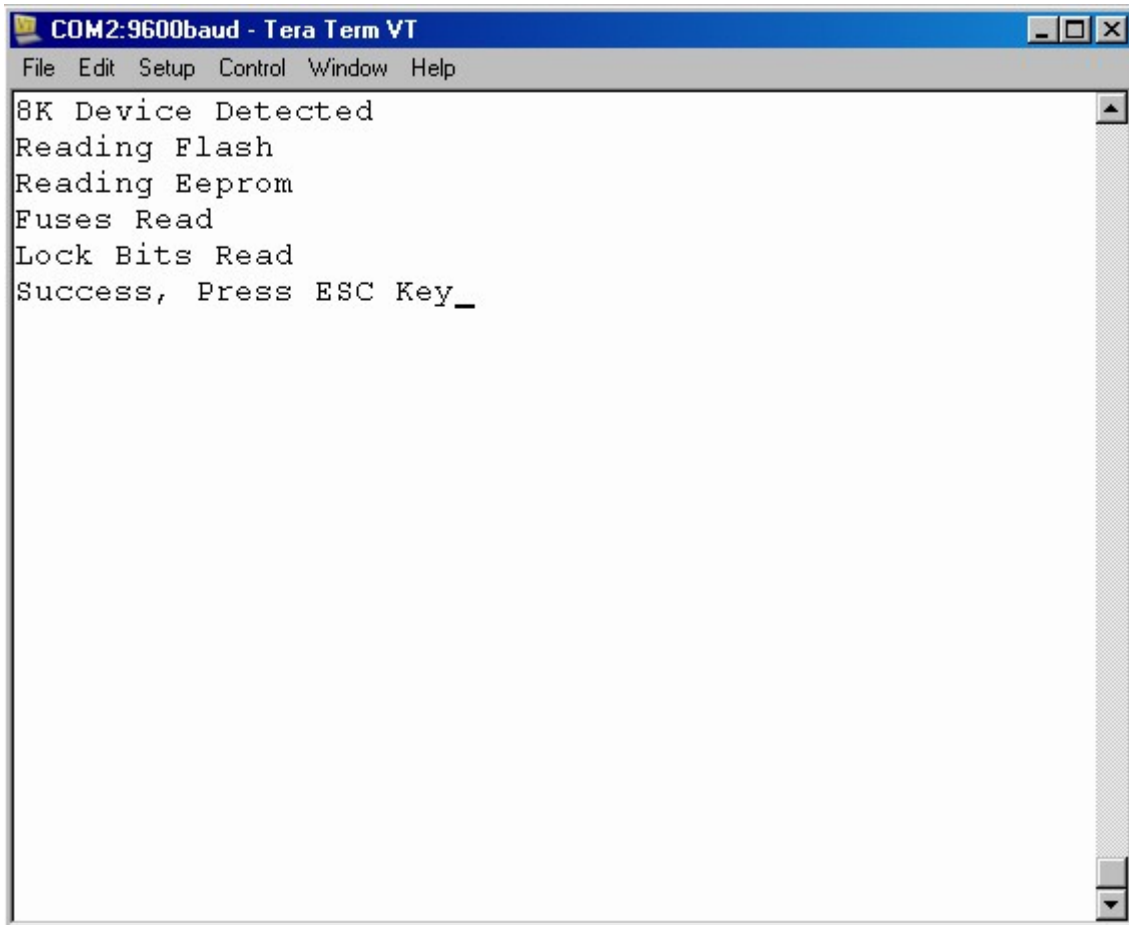 COM2:9600baud - Tera Term VT
File Edit Setup Control Window Help
8K Device Detected
Reading Flash
Reading Eeprom
Fuses Read
Lock Bits Read
Success, Press ESC Key_